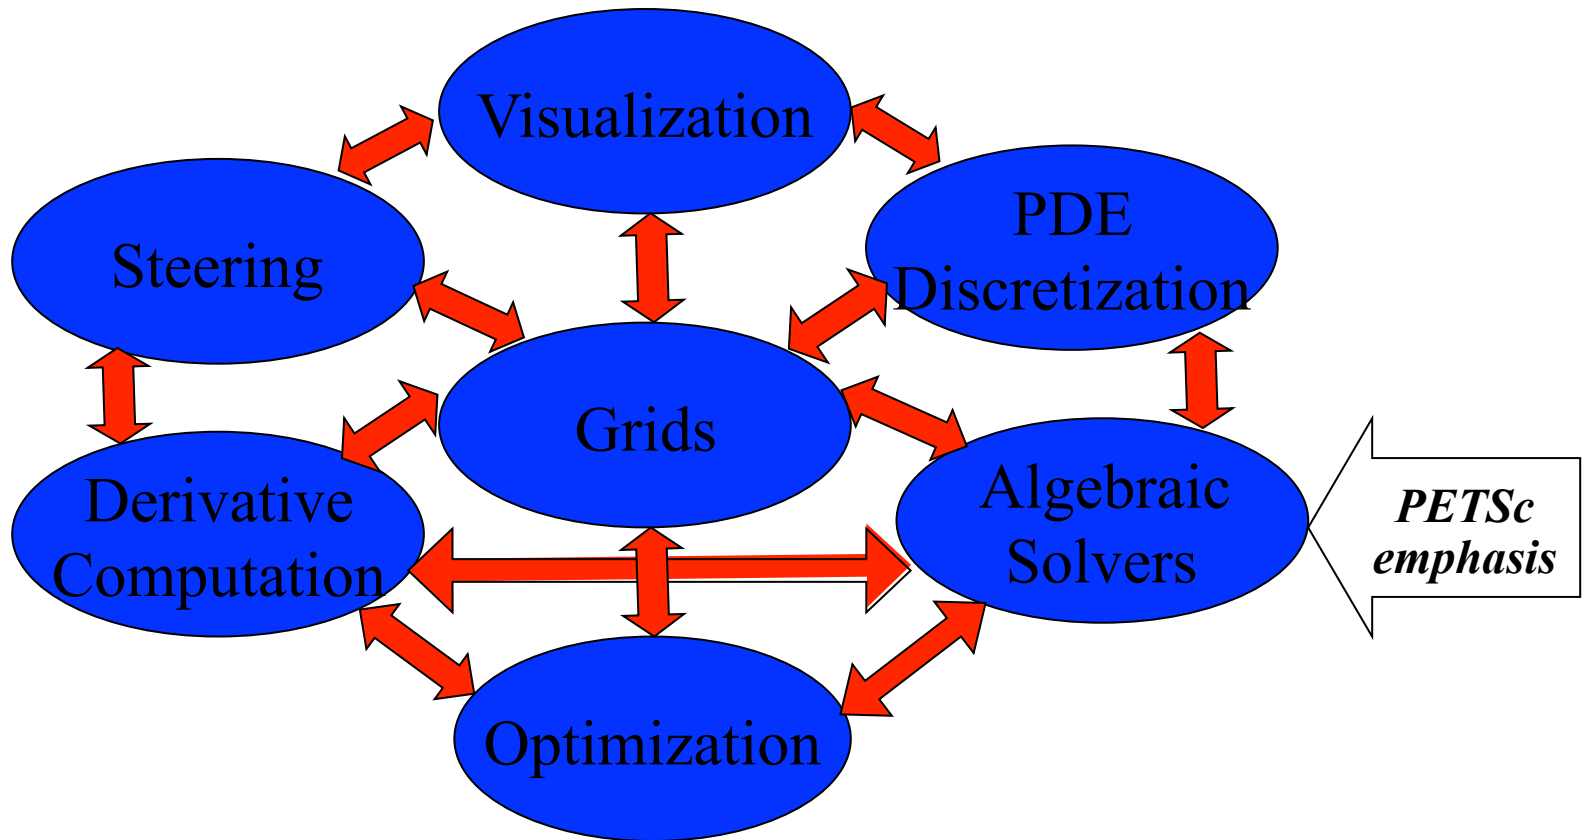 Visualization
Steering
PDE
Discretization
Grids
Derivative
Computation
Algebraic
Solvers
PETSc
emphasis
Optimization